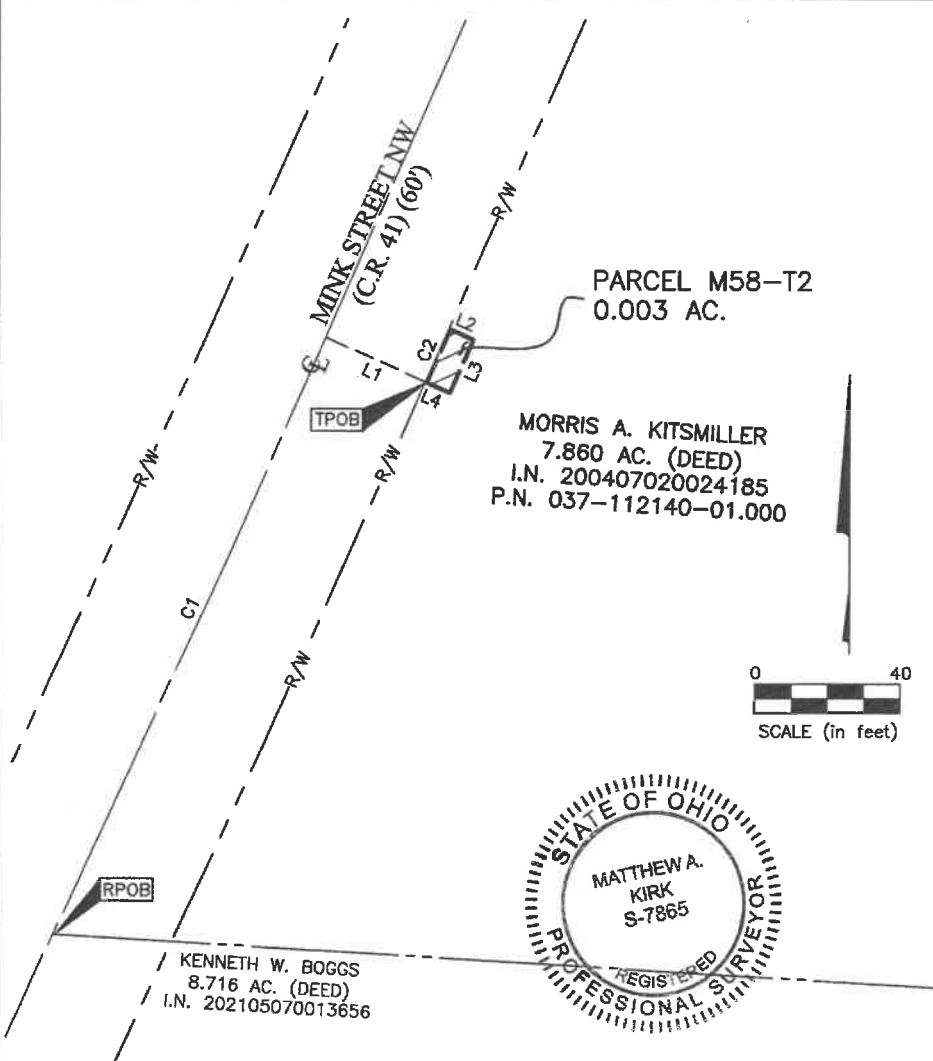 MINK STREET NW
(C.R. 41) (60')
R/W
PARCEL M58-T2
0.003 AC.
L2
C2
L3
L1
L4
℄
TPOB
MORRIS A. KITSMILLER
7.860 AC. (DEED)
I.N. 200407020024185
P.N. 037-112140-01.000
R/W
R/W
C1
R/W
0 40
SCALE (in feet)
STATE OF OHIO
MATTHEW A.
KIRK
S-7865
REGISTERED
PROFESSIONAL SURVEYOR
RPOB
KENNETH W. BOGGS
8.716 AC. (DEED)
I.N. 202105070013656